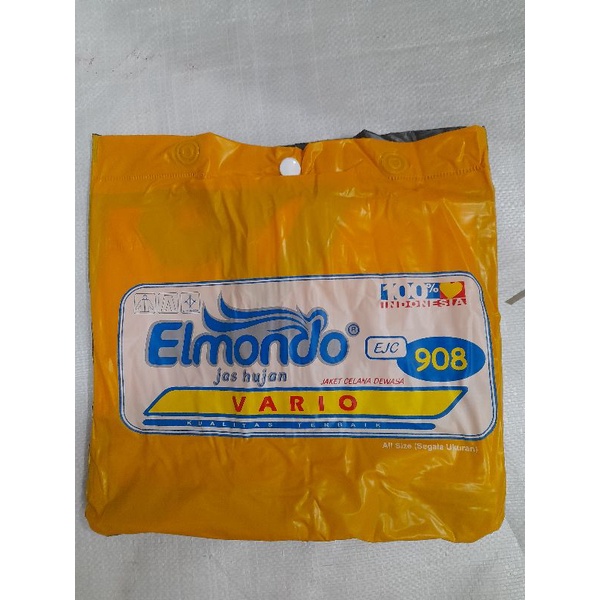 100%
INDONESIA
Elmondo®
jas hujan
EJC 908
JAKET CELANA DEWASA
VARIO
KUALITAS TERBAIK
All Size (Segala Ukuran)